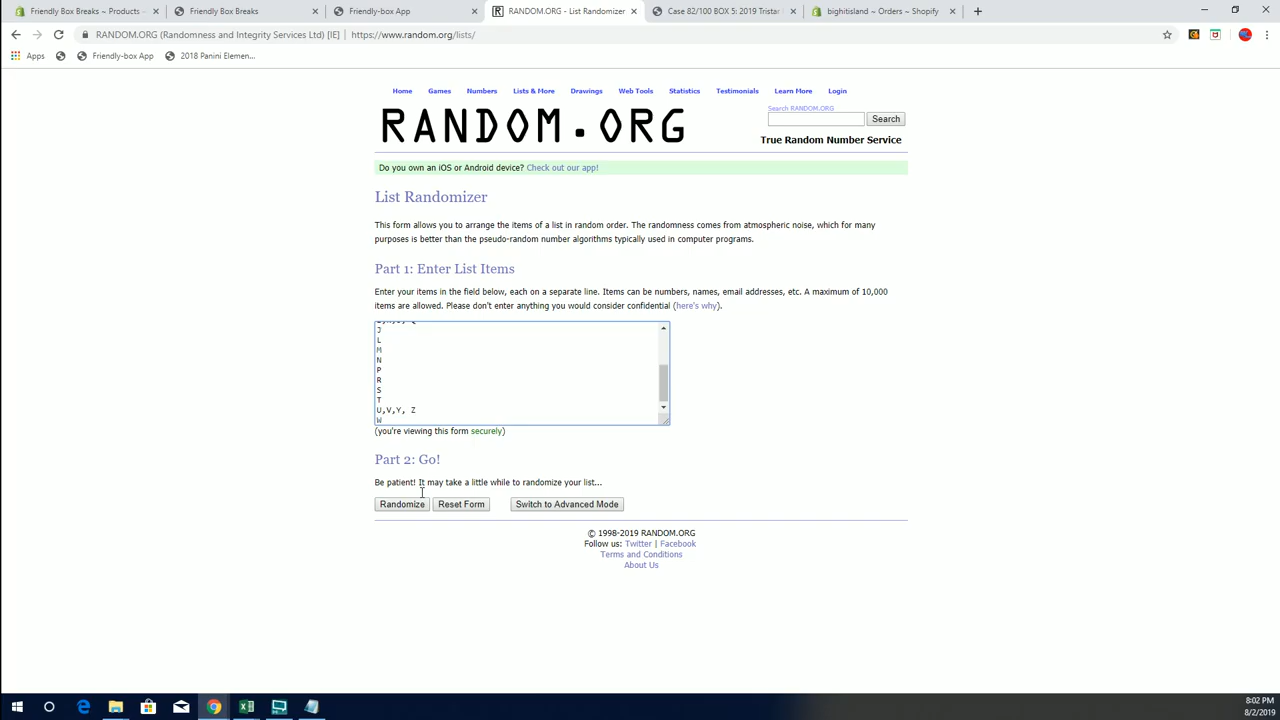 Friendly Box Breaks ~ Products ~
Friendly Box Breaks
Friendly-box App
RANDOM.ORG - List Randomizer
Case 82/100 BOX 5: 2019 Tristar
bighitisland ~ Orders ~ Shopify
RANDOM.ORG (Randomness and Integrity Services Ltd) [IE] | https://www.random.org/lists/
Apps
Friendly-box App
2018 Panini Elemen...
Home Games Numbers Lists & More Drawings Web Tools Statistics Testimonials Learn More Login
RANDOM.ORG
Search RANDOM.ORG
Search
True Random Number Service
Do you own an iOS or Android device? Check out our app!
List Randomizer
This form allows you to arrange the items of a list in random order. The randomness comes from atmospheric noise, which for many
purposes is better than the pseudo-random number algorithms typically used in computer programs.
Part 1: Enter List Items
Enter your items in the field below, each on a separate line. Items can be numbers, names, email addresses, etc. A maximum of 10,000
items are allowed. Please don't enter anything you would consider confidential (here's why).
J
L
M
N
P
R
S
T
U,V,Y, Z
W
(you're viewing this form securely)
Part 2: Go!
Be patient! It may take a little while to randomize your list...
Randomize Reset Form Switch to Advanced Mode
© 1998-2019 RANDOM.ORG
Follow us: Twitter | Facebook
Terms and Conditions
About Us
8:02 PM
8/2/2019